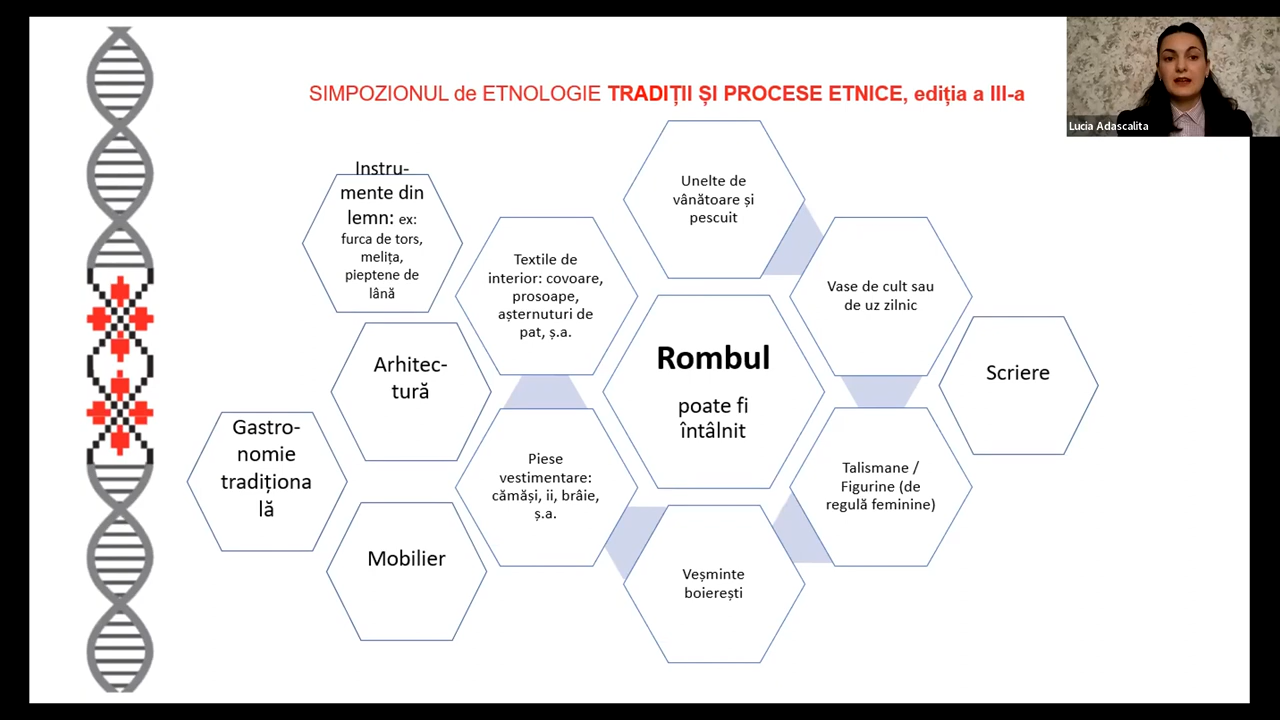 SIMPOZIONUL de ETNOLOGIE TRADIȚII ȘI PROCESE ETNICE, ediția a III-a
Lucia Adascalita
Instru-
mente din
lemn: ex:
furca de tors,
melița,
pieptene de
lână
Textile de
interior: covoare,
prosoape,
așternuturi de
pat, ș.a.
Unelte de
vânătoare și
pescuit
Vase de cult sau
de uz zilnic
Scriere
Arhitec-
tură
Rombul
poate fi
întâlnit
Gastro-
nomie
tradiționa
lă
Piese
vestimentare:
cămăși, ii, brâie,
ș.a.
Talismane /
Figurine (de
regulă feminine)
Mobilier
Veșminte
boierești